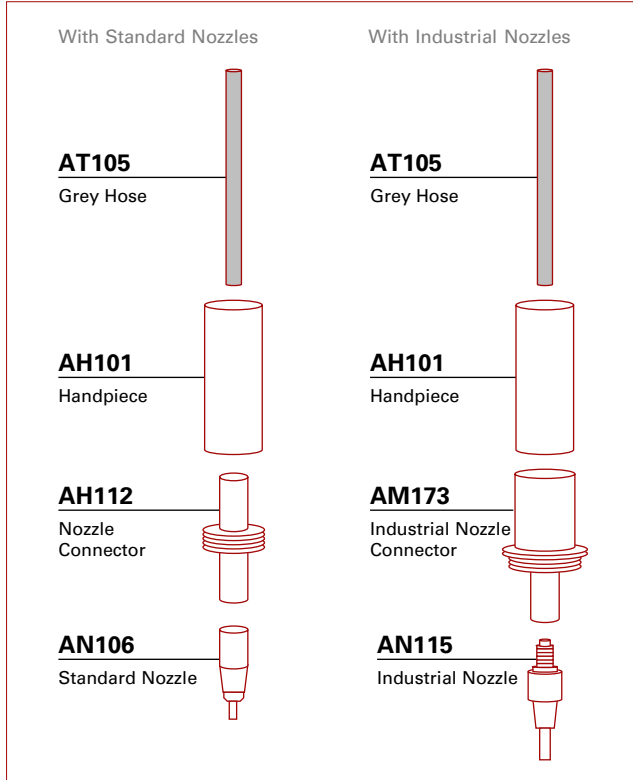 With Standard Nozzles
AT105
Grey Hose
AH101
Handpiece
AH112
Nozzle
Connector
AN106
Standard Nozzle
With Industrial Nozzles
AT105
Grey Hose
AH101
Handpiece
AM173
Industrial Nozzle
Connector
AN115
Industrial Nozzle